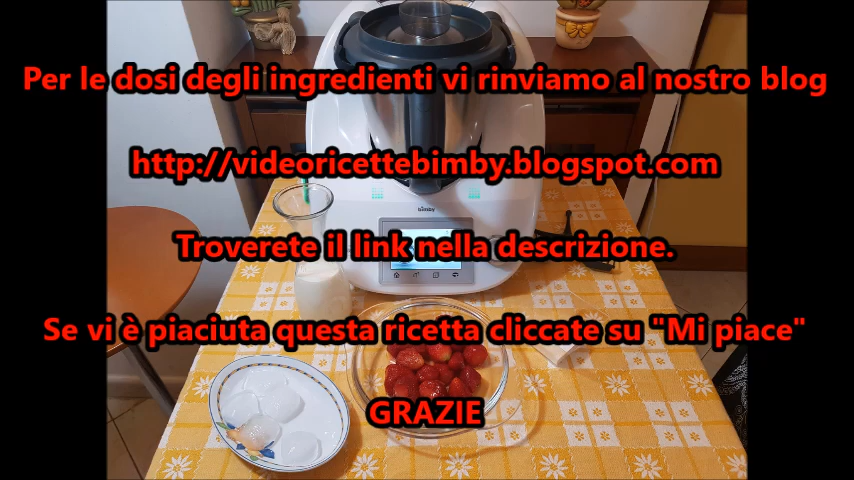 Per le dosi degli ingredienti vi rinviamo al nostro blog
http://videoricettebimby.blogspot.com
bimby
Troverete il link nella descrizione.
Se vi è piaciuta questa ricetta cliccate su "Mi piace"
GRAZIE